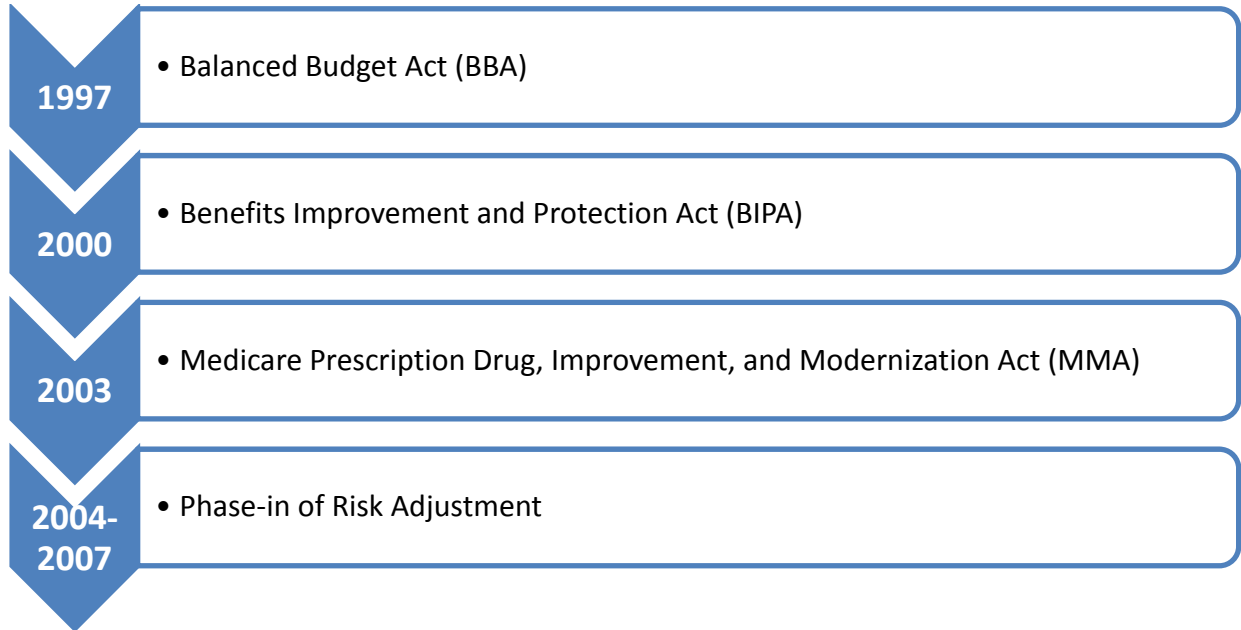 1997
• Balanced Budget Act (BBA)
2000
• Benefits Improvement and Protection Act (BIPA)
2003
• Medicare Prescription Drug, Improvement, and Modernization Act (MMA)
2004-
2007
• Phase-in of Risk Adjustment